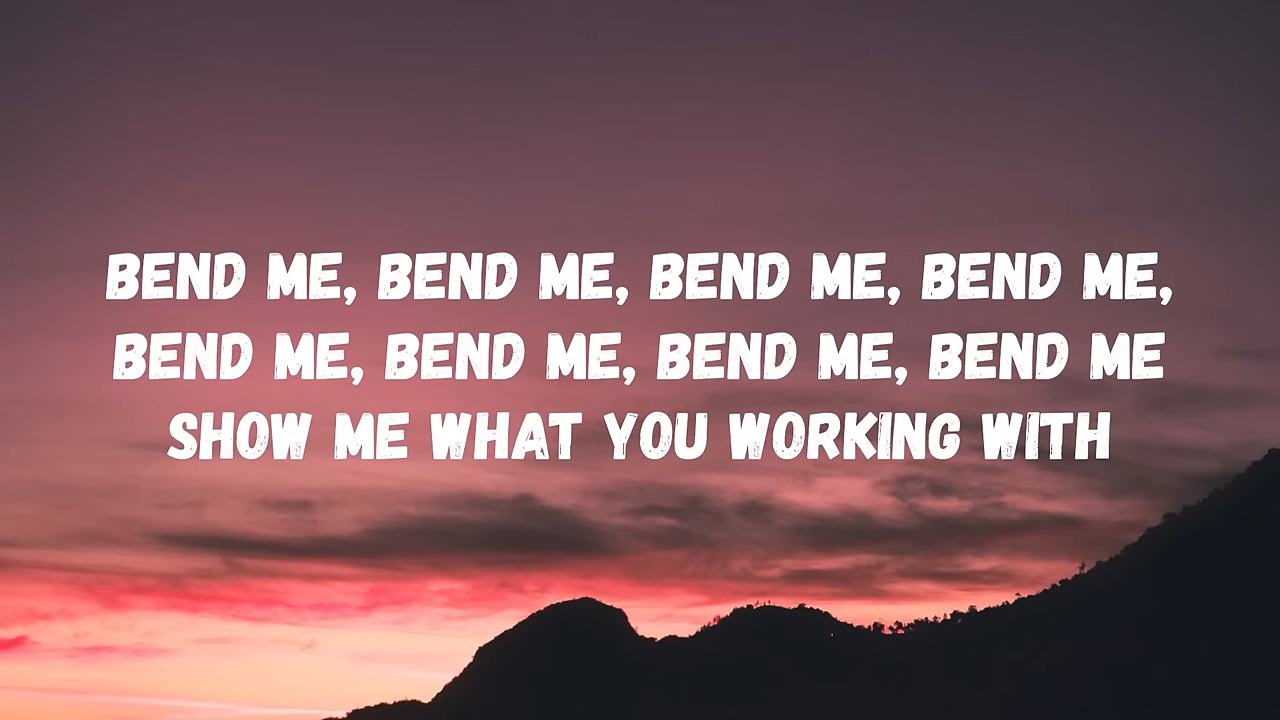 BEND ME, BEND ME, BEND ME, BEND ME,
BEND ME, BEND ME, BEND ME, BEND ME
SHOW ME WHAT YOU WORKING WITH